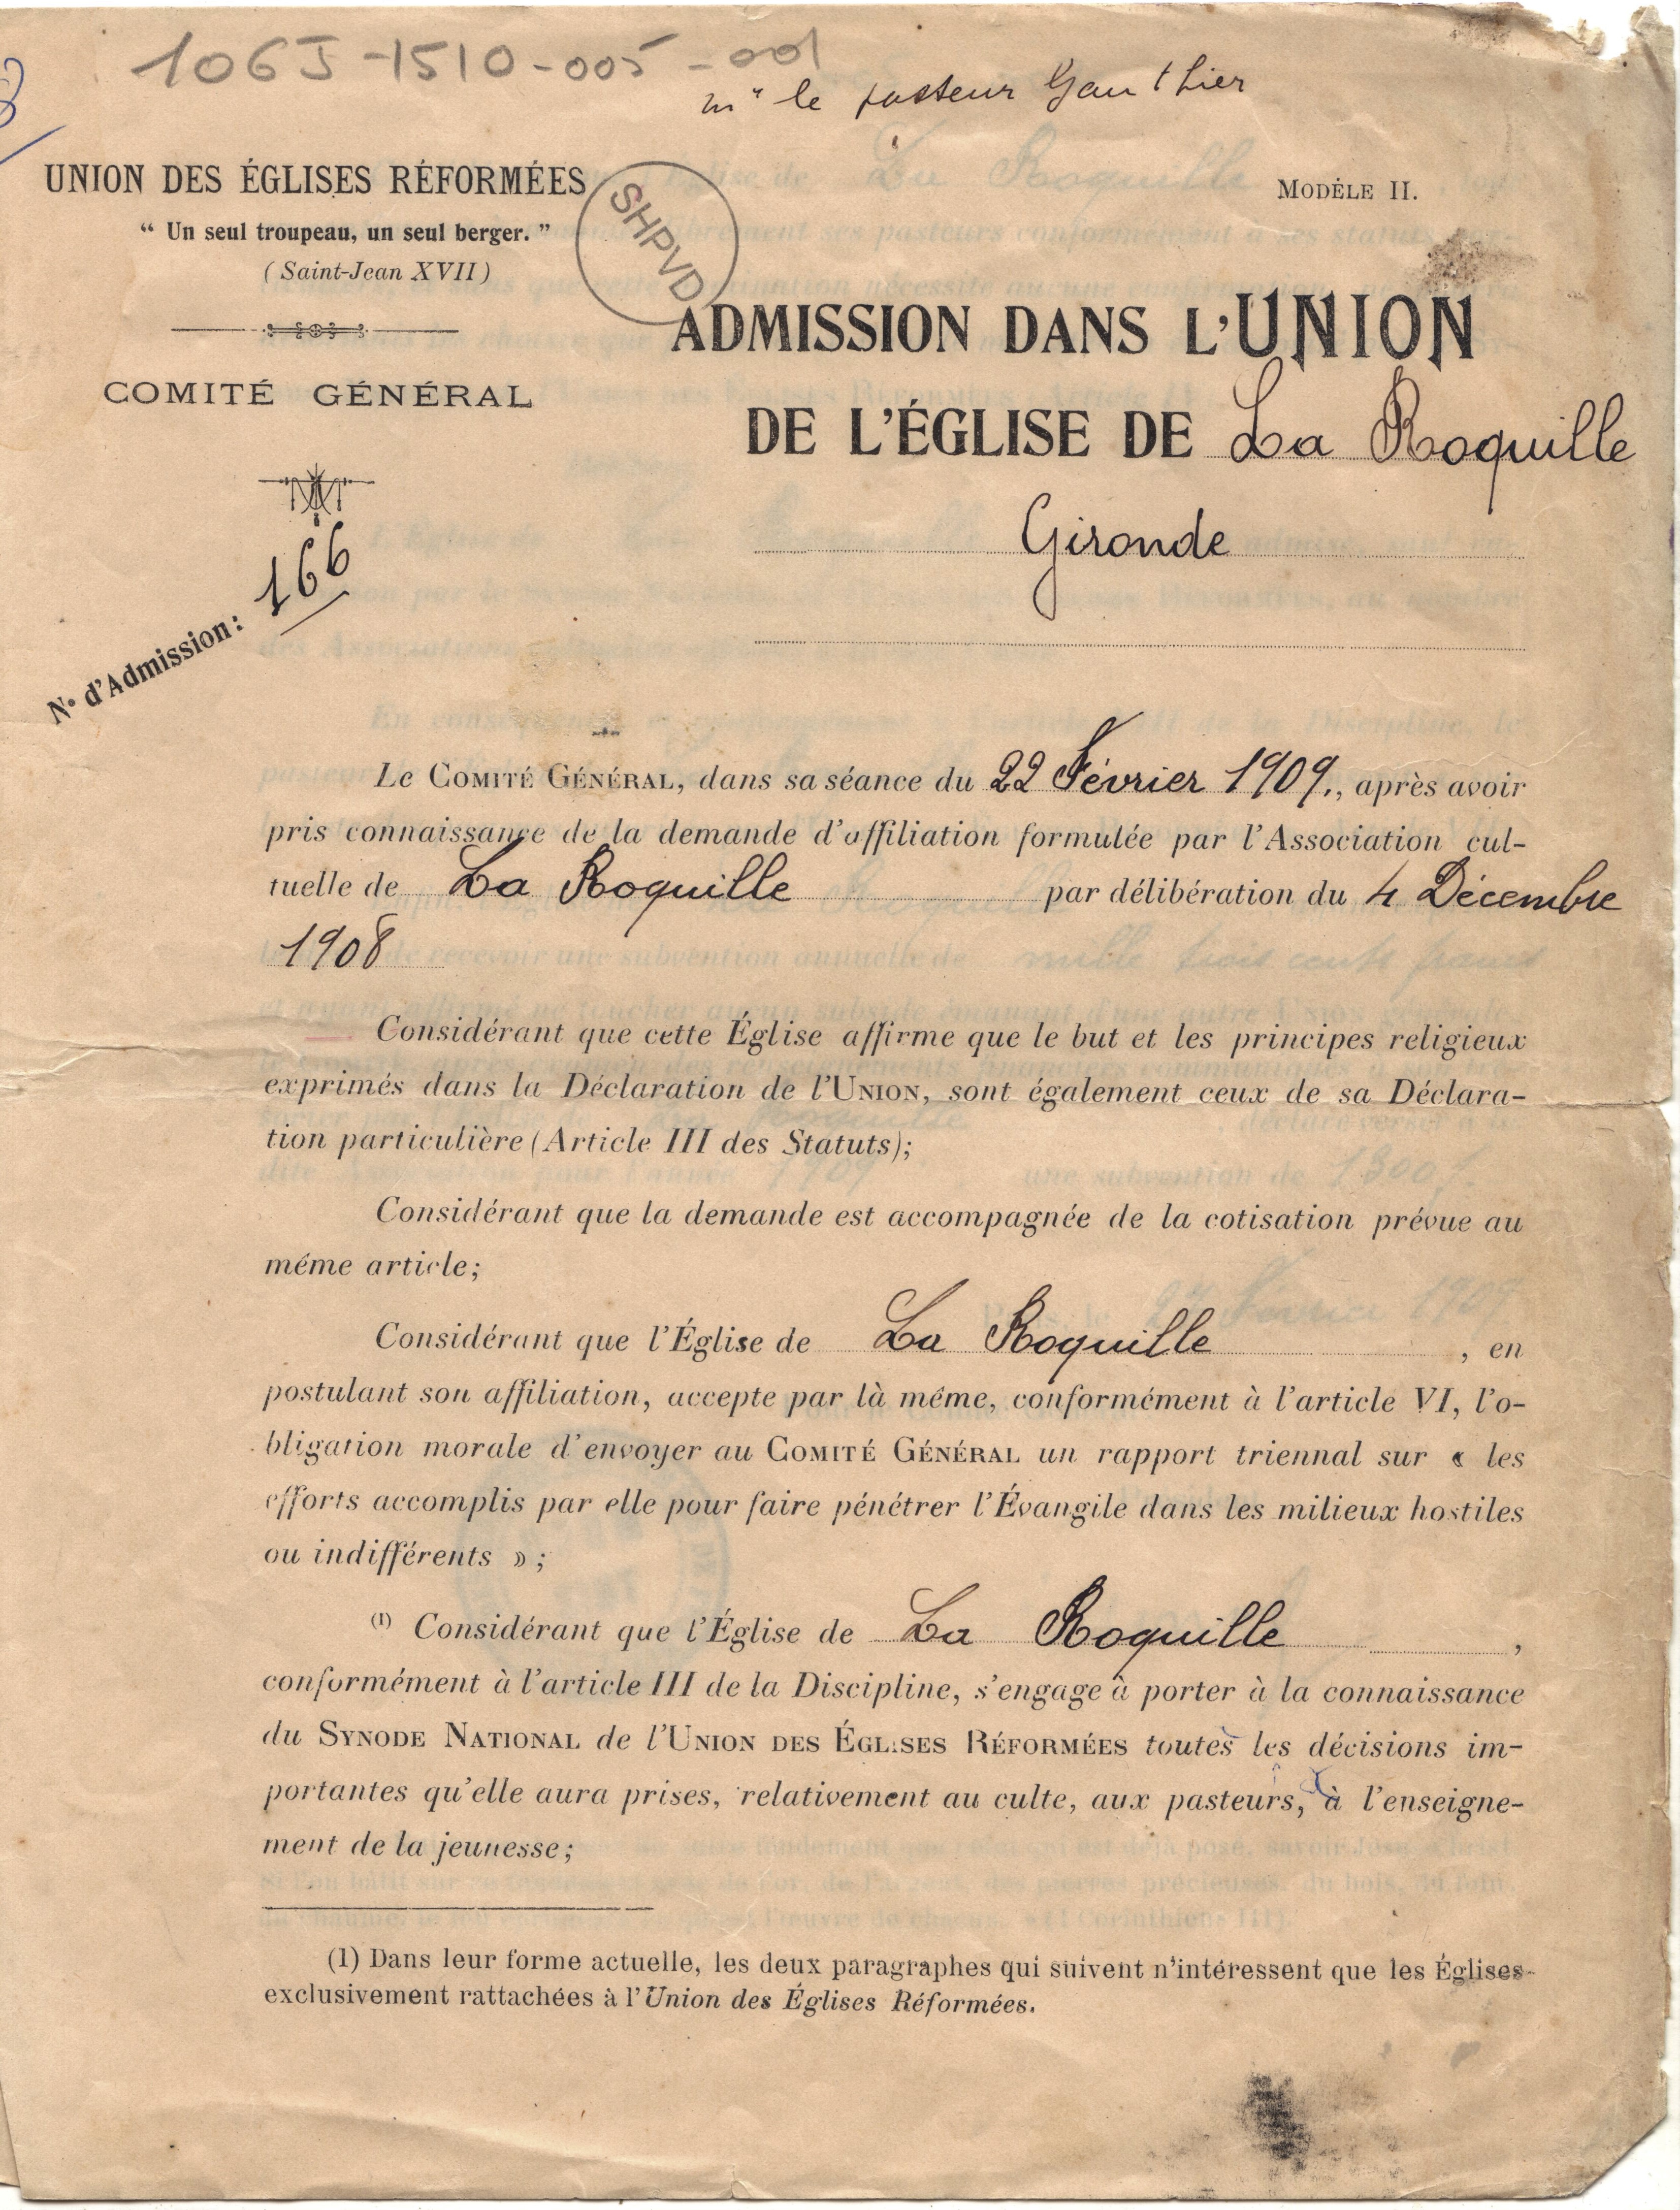 106J-1510-005-001
mr le pasteur Gauthier
UNION DES ÉGLISES RÉFORMÉES
“ Un seul troupeau, un seul berger. ”
(Saint-Jean XVII)
COMITÉ GÉNÉRAL
N° d'Admission: 166
SHPVD
MODÈLE II.
ADMISSION DANS L'UNION
DE L'ÉGLISE DE La Roquille
Gironde
Le COMITÉ GÉNÉRAL, dans sa séance du 22 Février 1909., après avoir
pris connaissance de la demande d'affiliation formulée par l'Association cul-
tuelle de La Roquille par délibération du 4 Décembre
1908
Considérant que cette Église affirme que le but et les principes religieux
exprimés dans la Déclaration de l'UNION, sont également ceux de sa Déclara-
tion particulière (Article III des Statuts);
Considérant que la demande est accompagnée de la cotisation prévue au
même article;
Considérant que l'Église de La Roquille, en
postulant son affiliation, accepte par là même, conformément à l'article VI, l'o-
bligation morale d'envoyer au COMITÉ GÉNÉRAL un rapport triennal sur « les
efforts accomplis par elle pour faire pénétrer l'Évangile dans les milieux hostiles
ou indifférents » ;
(1) Considérant que l'Église de La Roquille,
conformément à l'article III de la Discipline, s'engage à porter à la connaissance
du SYNODE NATIONAL de l'UNION DES ÉGLISES RÉFORMÉES toutes les décisions im-
portantes qu'elle aura prises, relativement au culte, aux pasteurs, à l'enseigne-
ment de la jeunesse;
(1) Dans leur forme actuelle, les deux paragraphes qui suivent n'intéressent que les Églises
exclusivement rattachées à l'Union des Églises Réformées.